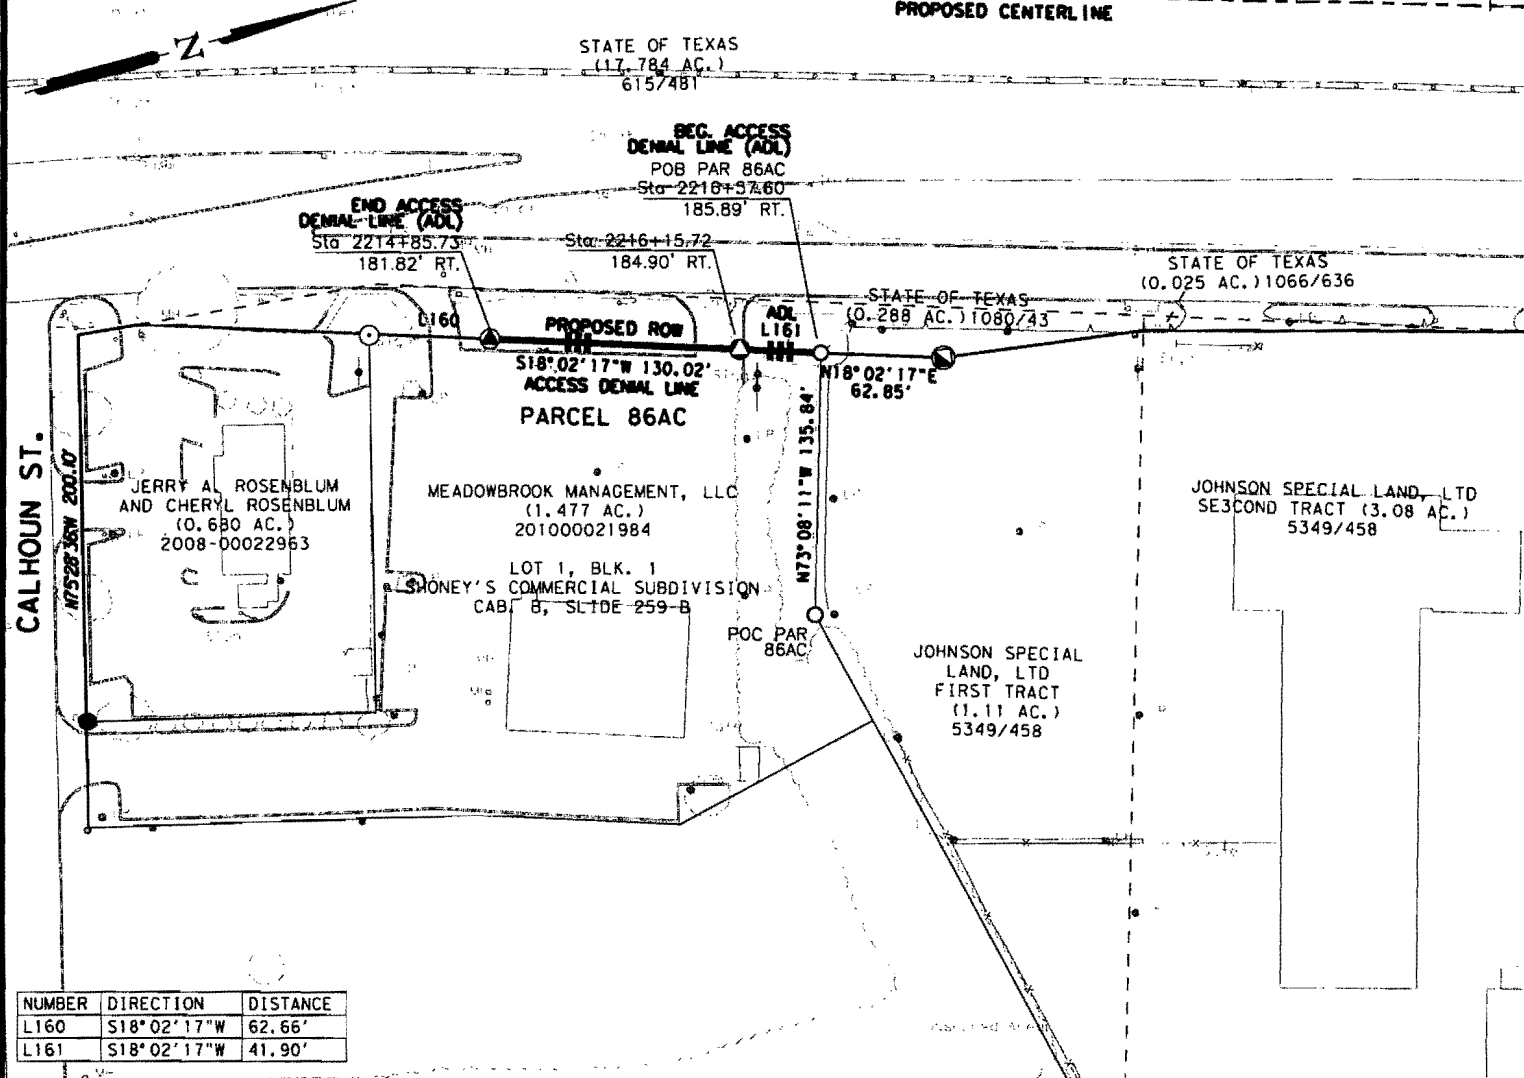 PROPOSED CENTERLINE
N
STATE OF TEXAS
(17.784 AC.)
615/481
BEG. ACCESS
DENIAL LINE (ADL)
POB PAR 86AC
Sta 2216+57.60
185.89' RT.
END ACCESS
DENIAL LINE (ADL)
Sta 2214+85.73
181.82' RT.
Sta 2216+15.72
184.90' RT.
STATE OF TEXAS
(0.025 AC.)1066/636
STATE OF TEXAS
(0.288 AC.)1080/43
L160
PROPOSED ROW
ADL
L161
S18°02'17"W 130.02'
ACCESS DENIAL LINE
PARCEL 86AC
N18°02'17"E
62.85'
N73°08'11"W 135.84'
CALHOUN ST.
N75°28'36"W 200.10'
JERRY A. ROSENBLUM
AND CHERYL ROSENBLUM
(0.680 AC.)
2008-00022963
MEADOWBROOK MANAGEMENT, LLC
(1.477 AC.)
201000021984
LOT 1, BLK. 1
SHONEY'S COMMERCIAL SUBDIVISION
CAB. B, SLIDE 259-B
JOHNSON SPECIAL LAND, LTD
SE3COND TRACT (3.08 AC.)
5349/458
POC PAR
86AC
JOHNSON SPECIAL
LAND, LTD
FIRST TRACT
(1.11 AC.)
5349/458
NUMBER DIRECTION DISTANCE
L160 S18°02'17"W 62.66'
L161 S18°02'17"W 41.90'